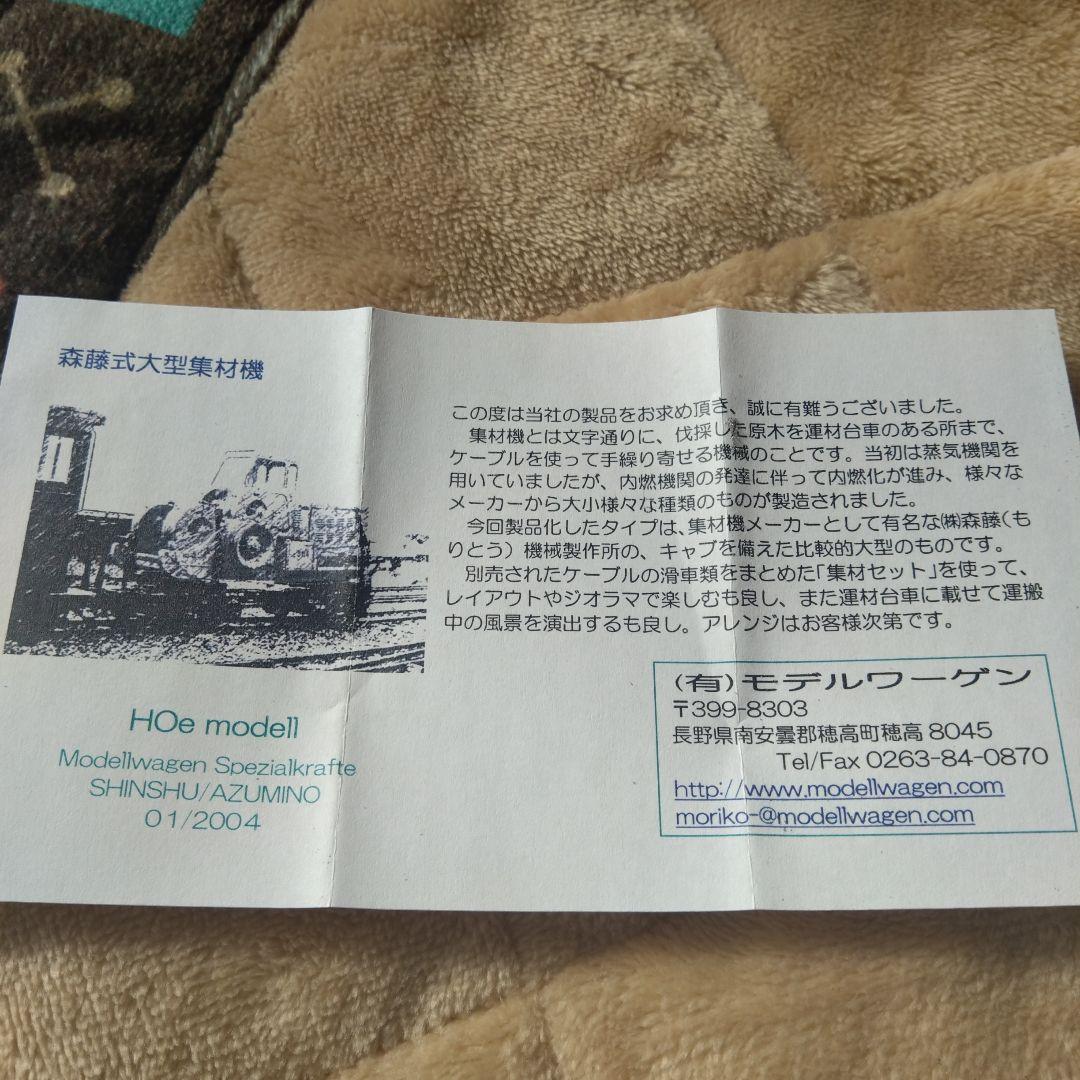 森藤式大型集材機
この度は当社の製品をお求め頂き、誠に有難うございました。
集材機とは文字通りに、伐採した原木を運材台車のある所まで、
ケーブルを使って手繰り寄せる機械のことです。当初は蒸気機関を
用いていましたが、内燃機関の発達に伴って内燃化が進み、様々な
メーカーから大小様々な種類のものが製造されました。
今回製品化したタイプは、集材機メーカーとして有名な㈱森藤(も
りとう)機械製作所の、キャブを備えた比較的大型のものです。
別売されたケーブルの滑車類をまとめた「集材セット」を使って、
レイアウトやジオラマで楽しむも良し、また運材台車に載せて運搬
中の風景を演出するも良し。アレンジはお客様次第です。
HOe modell
Modellwagen Spezialkrafte
SHINSHU/AZUMINO
01/2004
(有)モデルワーゲン
〒399-8303
長野県南安曇郡穂高町穂高 8045
Tel/Fax 0263-84-0870
http://www.modellwagen.com
moriko-@modellwagen.com